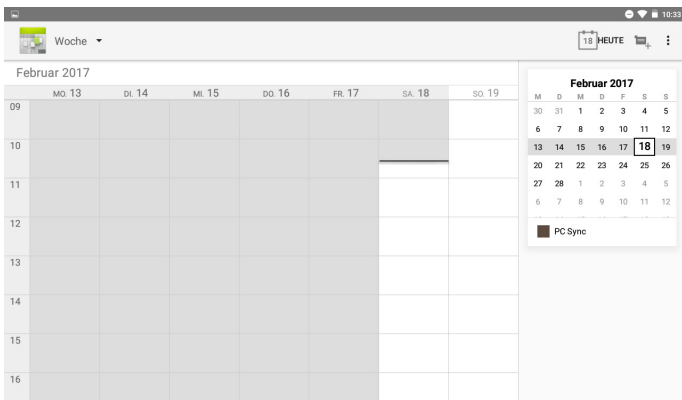 10:33
Woche
18 HEUTE
Februar 2017
MO. 13 DI. 14 MI. 15 DO. 16 FR. 17 SA. 18 SO. 19
09
10
11
12
13
14
15
16
Februar 2017
M D M D F S S
30 31 1 2 3 4 5
6 7 8 9 10 11 12
13 14 15 16 17 18 19
20 21 22 23 24 25 26
27 28 1 2 3 4 5
6 7 8 9 10 11 12
PC Sync